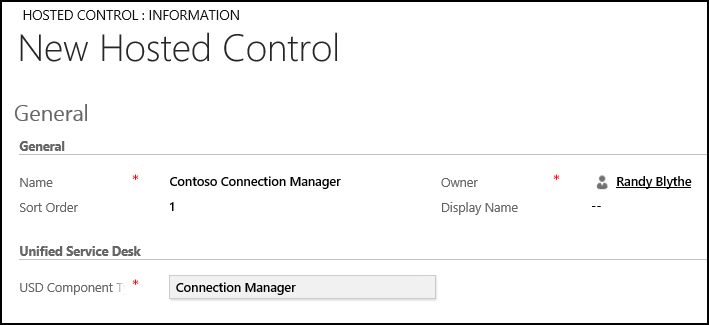 HOSTED CONTROL : INFORMATION
New Hosted Control
General
General
Name * Contoso Connection Manager Owner * Randy Blythe
Sort Order 1 Display Name --
Unified Service Desk
USD Component T * Connection Manager